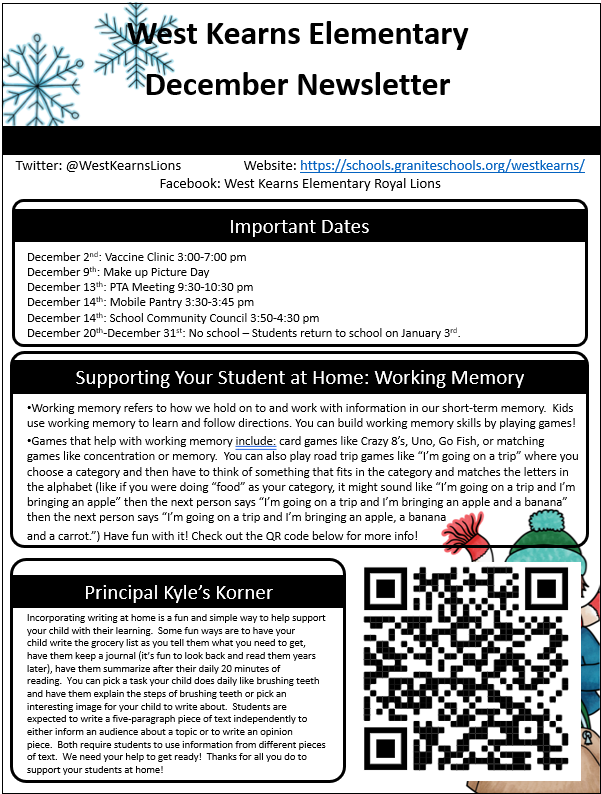 West Kearns Elementary
December Newsletter
Twitter: @WestKearnsLions Website: https://schools.graniteschools.org/westkearns/
Facebook: West Kearns Elementary Royal Lions
Important Dates
December 2nd: Vaccine Clinic 3:00-7:00 pm
December 9th: Make up Picture Day
December 13th: PTA Meeting 9:30-10:30 pm
December 14th: Mobile Pantry 3:30-3:45 pm
December 14th: School Community Council 3:50-4:30 pm
December 20th-December 31st: No school – Students return to school on January 3rd.
Supporting Your Student at Home: Working Memory
•Working memory refers to how we hold on to and work with information in our short-term memory. Kids
use working memory to learn and follow directions. You can build working memory skills by playing games!
•Games that help with working memory include: card games like Crazy 8's, Uno, Go Fish, or matching
games like concentration or memory. You can also play road trip games like “I'm going on a trip” where you
choose a category and then have to think of something that fits in the category and matches the letters in
the alphabet (like if you were doing “food” as your category, it might sound like “I'm going on a trip and I'm
bringing an apple” then the next person says “I'm going on a trip and I'm bringing an apple and a banana”
then the next person says “I'm going on a trip and I'm bringing an apple, a banana
and a carrot.”) Have fun with it! Check out the QR code below for more info!
Principal Kyle's Korner
Incorporating writing at home is a fun and simple way to help support
your child with their learning. Some fun ways are to have your
child write the grocery list as you tell them what you need to get,
have them keep a journal (it's fun to look back and read them years
later), have them summarize after their daily 20 minutes of
reading. You can pick a task your child does daily like brushing teeth
and have them explain the steps of brushing teeth or pick an
interesting image for your child to write about. Students are
expected to write a five-paragraph piece of text independently to
either inform an audience about a topic or to write an opinion
piece. Both require students to use information from different pieces
of text. We need your help to get ready! Thanks for all you do to
support your students at home!